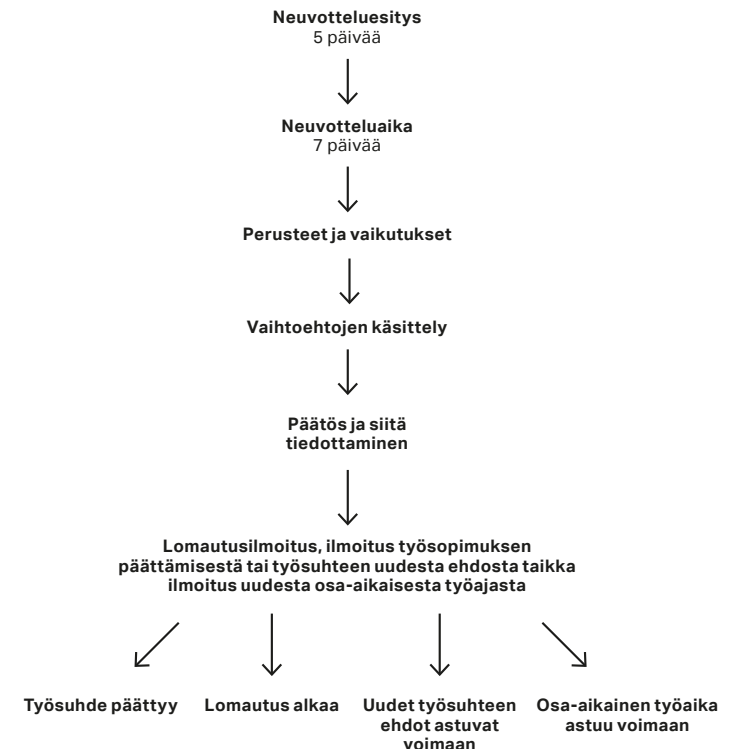 Neuvotteluesitys
5 päivää
Neuvotteluaika
7 päivää
Perusteet ja vaikutukset
Vaihtoehtojen käsittely
Päätös ja siitä
tiedottaminen
Lomautusilmoitus, ilmoitus työsopimuksen
päättämisestä tai työsuhteen uudesta ehdosta taikka
ilmoitus uudesta osa-aikaisesta työajasta
Työsuhde päättyy
Lomautus alkaa
Uudet työsuhteen
ehdot astuvat
voimaan
Osa-aikainen työaika
astuu voimaan